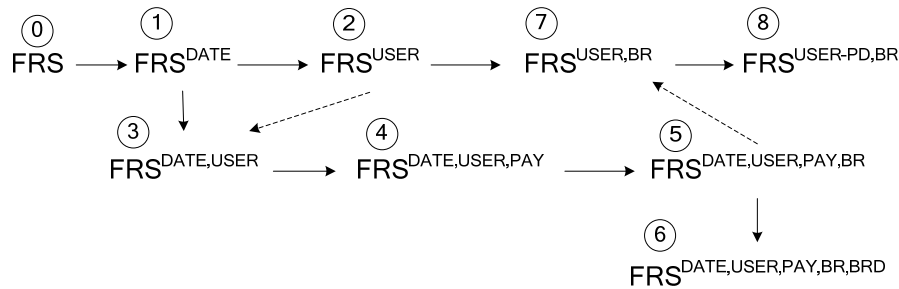 0 1 2 7 8
FRS FRS^DATE FRS^USER FRS^USER,BR FRS^USER-PD,BR
3 4 5
FRS^DATE,USER FRS^DATE,USER,PAY FRS^DATE,USER,PAY,BR
6
FRS^DATE,USER,PAY,BR,BRD